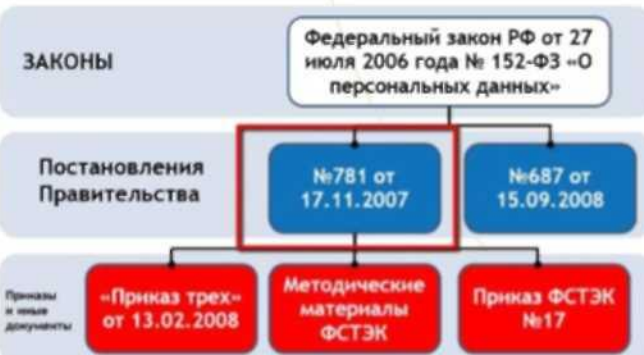 ЗАКОНЫ
Федеральный закон РФ от 27
июля 2006 года № 152-ФЗ «О
персональных данных»
Постановления
Правительства
№781 от
17.11.2007
№687 от
15.09.2008
Приказы
и иные
документы
«Приказ трех»
от 13.02.2008
Методические
материалы
ФСТЭК
Приказ ФСТЭК
№17